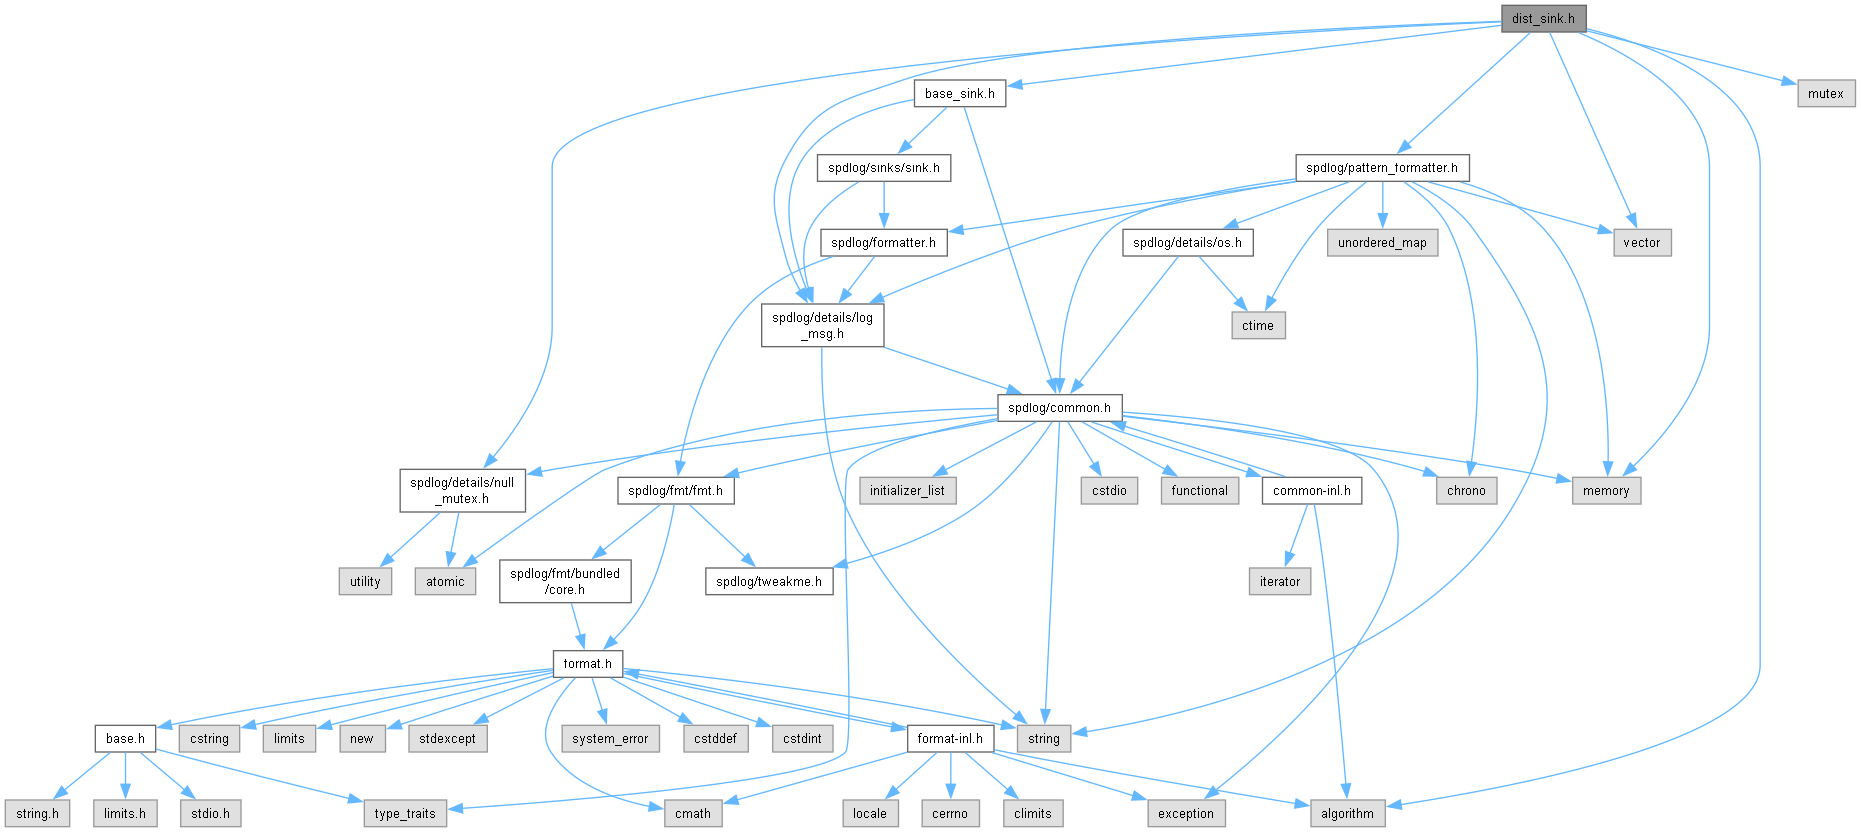 dist_sink.h
base_sink.h
mutex
spdlog/sinks/sink.h
spdlog/pattern_formatter.h
spdlog/formatter.h
spdlog/details/os.h
unordered_map
vector
spdlog/details/log
_msg.h
ctime
spdlog/common.h
spdlog/details/null
_mutex.h
spdlog/fmt/fmt.h
initializer_list
cstdio
functional
common-inl.h
chrono
memory
utility
atomic
spdlog/fmt/bundled
/core.h
spdlog/tweakme.h
iterator
format.h
base.h
cstring
limits
new
stdexcept
system_error
cstddef
cstdint
format-inl.h
string
string.h
limits.h
stdio.h
type_traits
cmath
locale
cerrno
climits
exception
algorithm